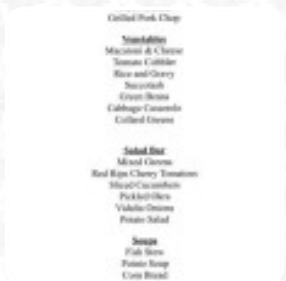 Grilled Pork Chop
Vegetables
Macaroni & Cheese
Tomato Cobbler
Rice and Gravy
Succotash
Green Beans
Cabbage Casserole
Collard Greens
Salad Bar
Mixed Greens
Red Ripe Cherry Tomatoes
Sliced Cucumbers
Pickled Okra
Vidalia Onions
Potato Salad
Soups
Fish Stew
Potato Soup
Corn Bread